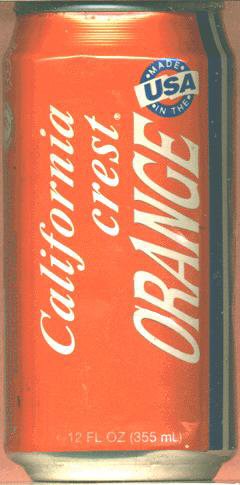 California
crest®
ORANGE
MADE
USA
IN THE
12 FL OZ (355 mL)